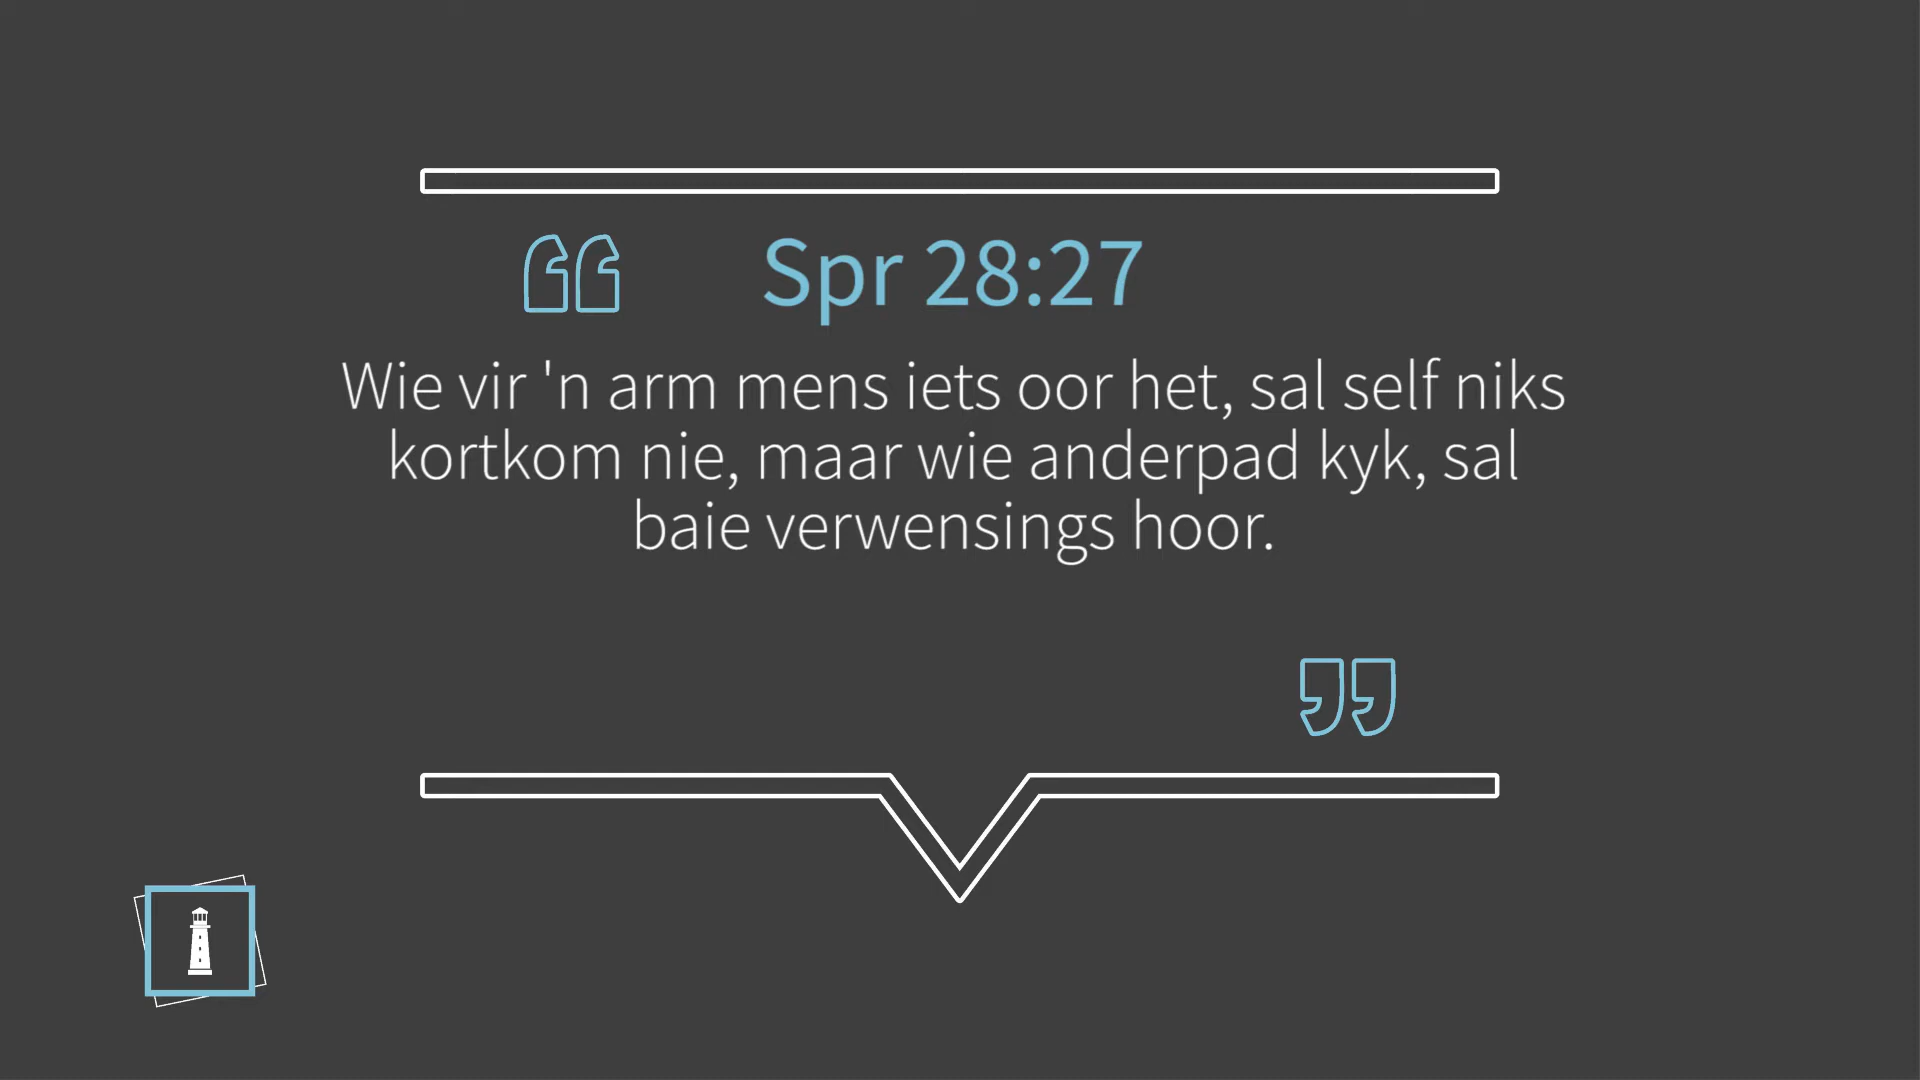 Spr 28:27
Wie vir 'n arm mens iets oor het, sal self niks
kortkom nie, maar wie anderpad kyk, sal
baie verwensings hoor.